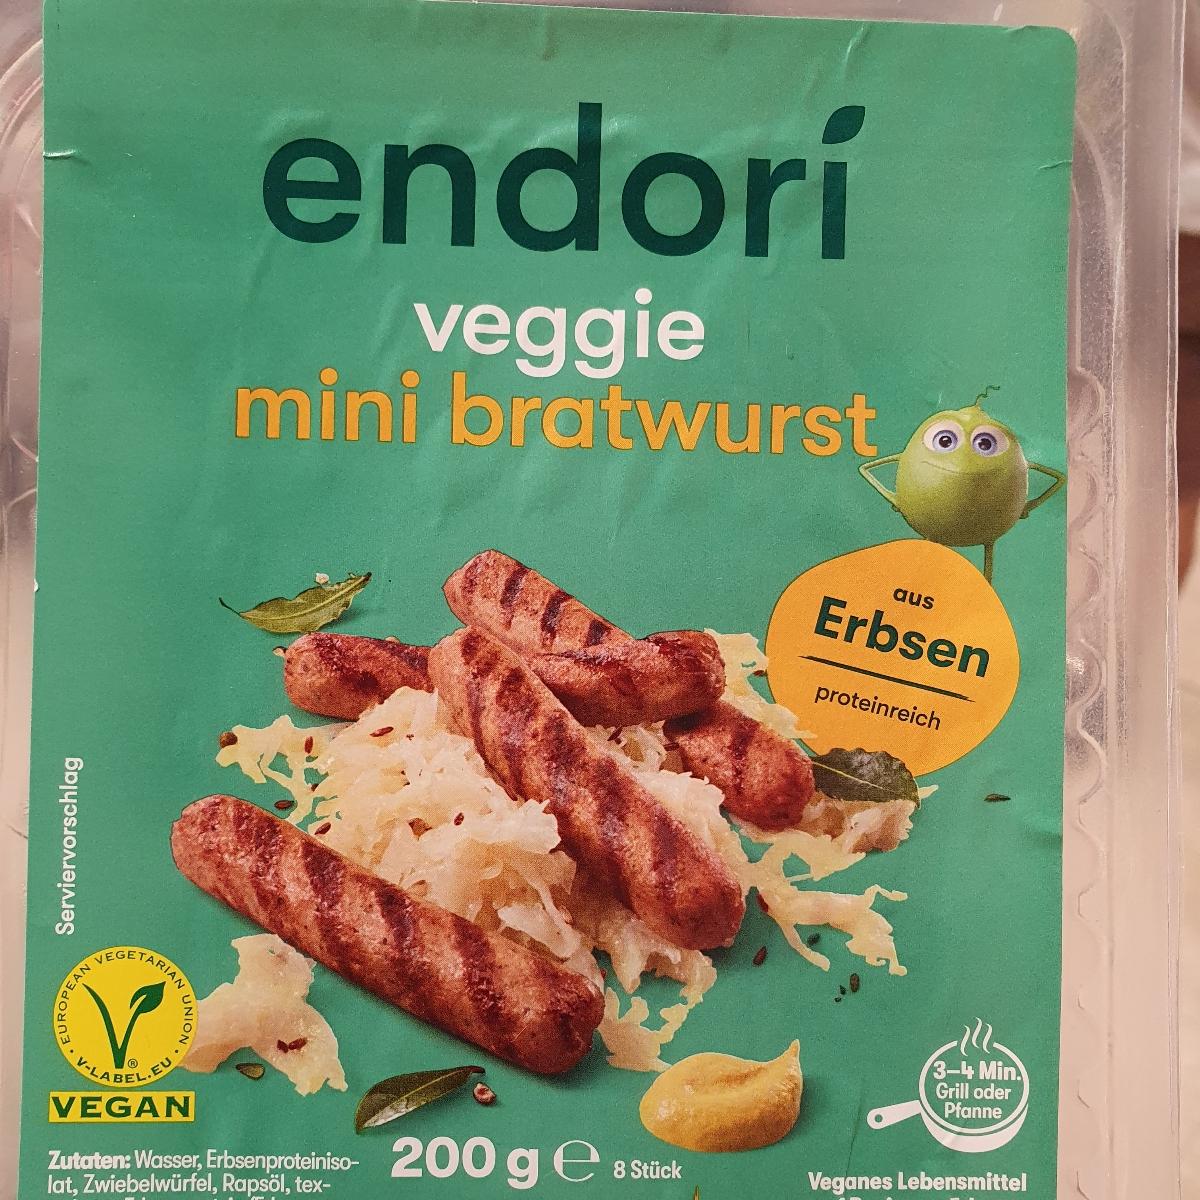 endori
veggie
mini bratwurst
aus
Erbsen
proteinreich
Serviervorschlag
EUROPEAN VEGETARIAN UNION
V-LABEL.EU
®
VEGAN
3–4 Min.
Grill oder
Pfanne
200 g ℮ 8 Stück
Zutaten: Wasser, Erbsenproteiniso-
lat, Zwiebelwürfel, Rapsöl, tex-
Veganes Lebensmittel